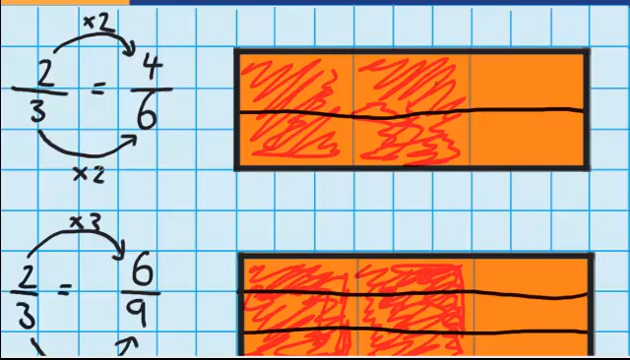 ×2
2/3 = 4/6
×2
×3
2/3 = 6/9